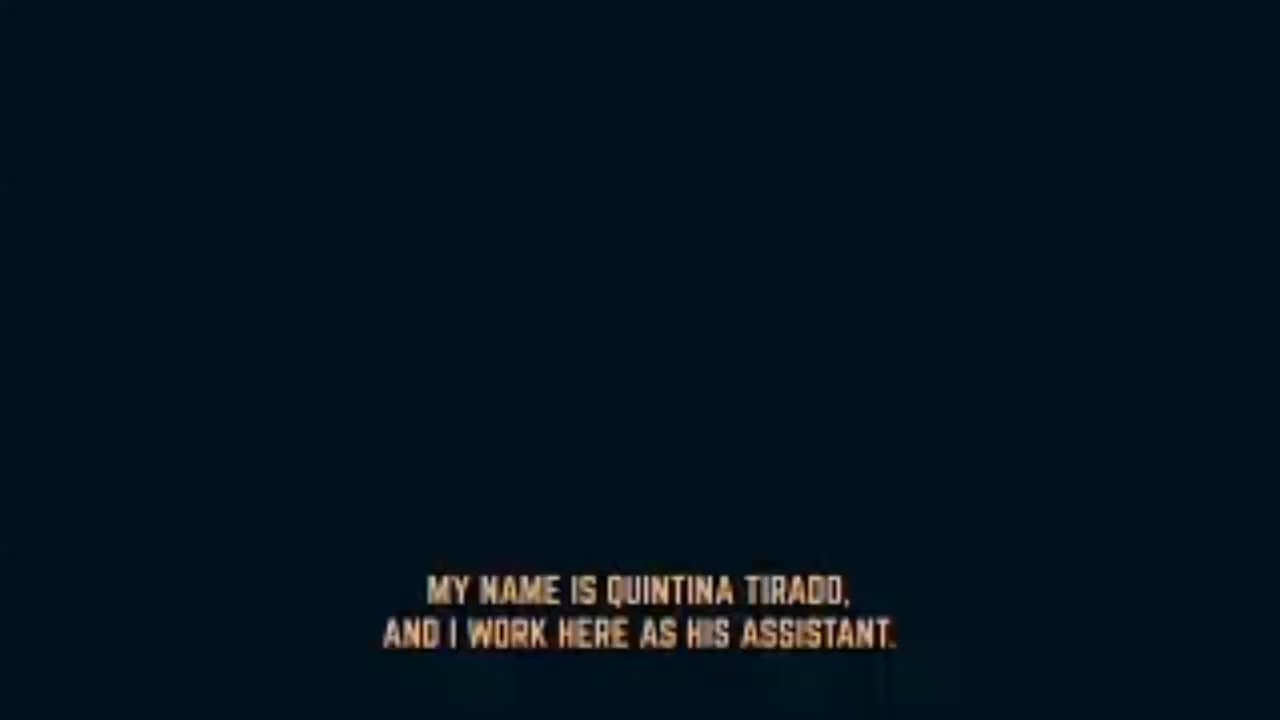 MY NAME IS QUINTINA TIRADO,
AND I WORK HERE AS HIS ASSISTANT.